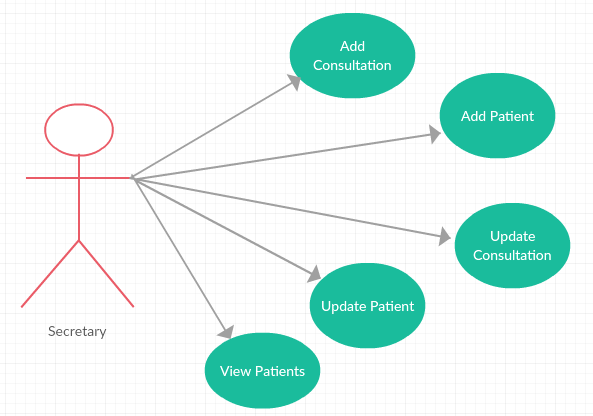 Add
Consultation
Add Patient
Update
Consultation
Update Patient
Secretary
View Patients